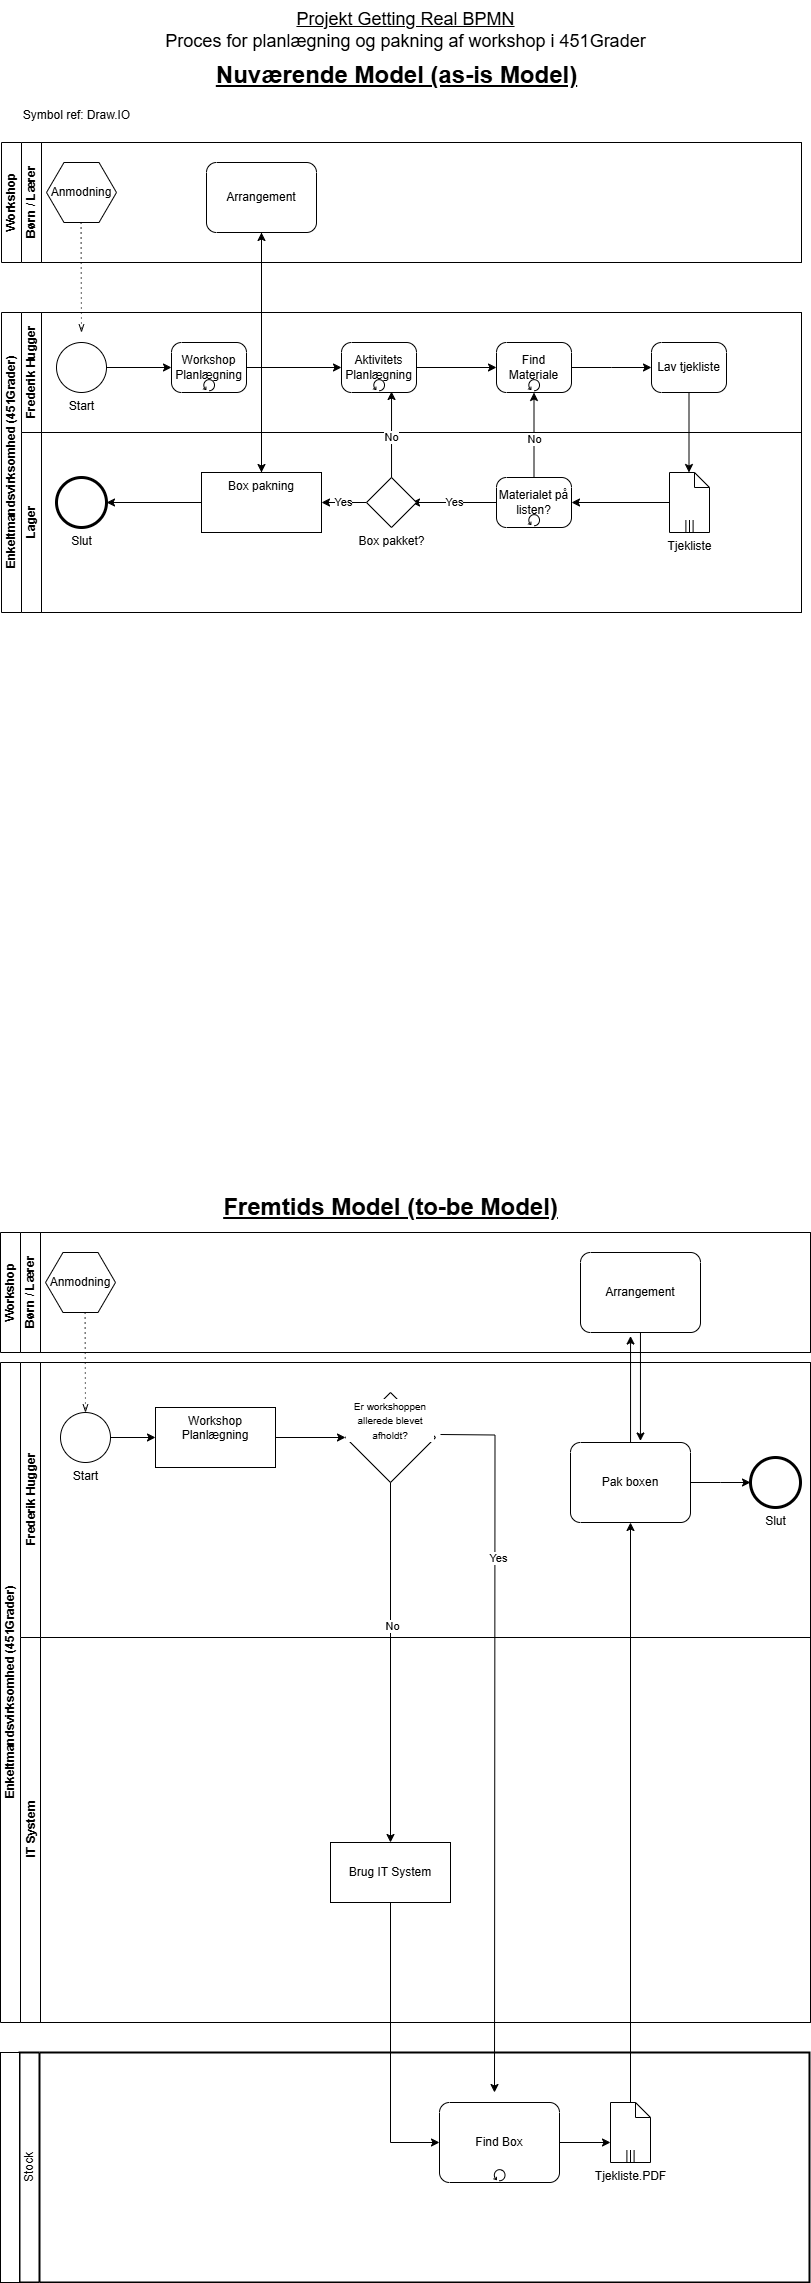 Projekt Getting Real BPMN
Proces for planlægning og pakning af workshop i 451Grader
Nuværende Model (as-is Model)
Symbol ref: Draw.IO
Workshop
Børn / Lærer
Anmodning
Arrangement
Enkeltmandsvirksomhed (451Grader)
Frederik Hugger
Start
Workshop
Planlægning
Aktivitets
Planlægning
Find
Materiale
Lav tjekliste
No
No
Lager
Slut
Box pakning
Yes
Box pakket?
Yes
Materialet på
listen?
Tjekliste
Fremtids Model (to-be Model)
Workshop
Børn / Lærer
Anmodning
Arrangement
Enkeltmandsvirksomhed (451Grader)
Frederik Hugger
Start
Workshop
Planlægning
Er workshoppen
allerede blevet
afholdt?
Pak boxen
Slut
Yes
No
IT System
Brug IT System
Stock
Find Box
Tjekliste.PDF